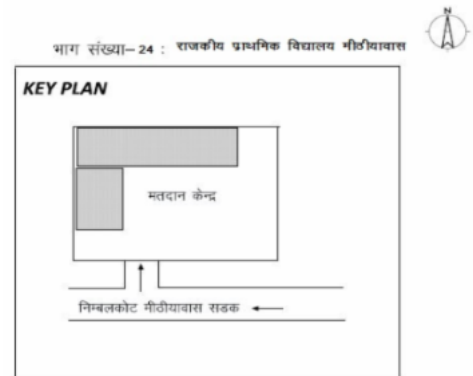 N
भाग संख्या– 24 : राजकीय प्राथमिक विद्यालय मीठीयावास
KEY PLAN
मतदान केन्द्र
निम्बलकोट मीठीयावास सडक